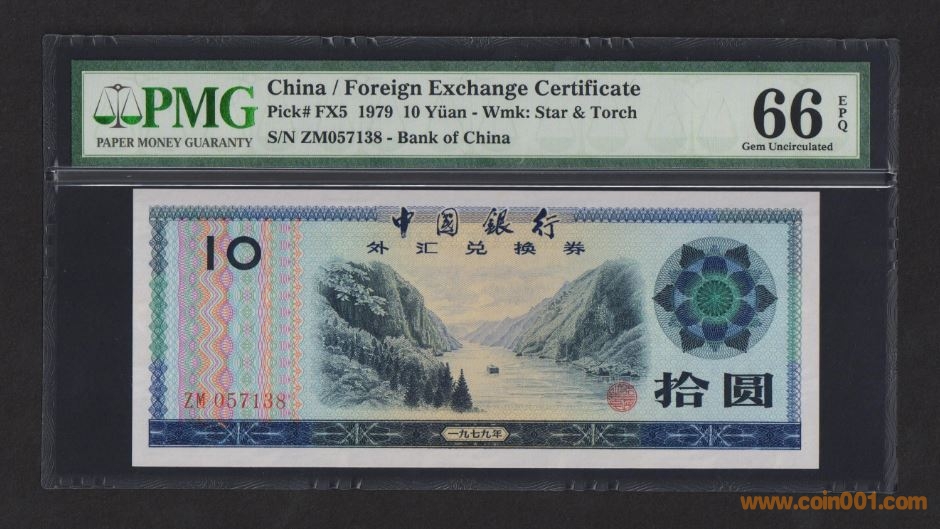 PMG
PAPER MONEY GUARANTY
China / Foreign Exchange Certificate
Pick# FX5 1979 10 Yüan - Wmk: Star & Torch
S/N ZM057138 - Bank of China
66 EPQ
Gem Uncirculated
中國銀行
外汇兑换券
10
ZM 057138
拾圆
一九七九年
www.coin001.com